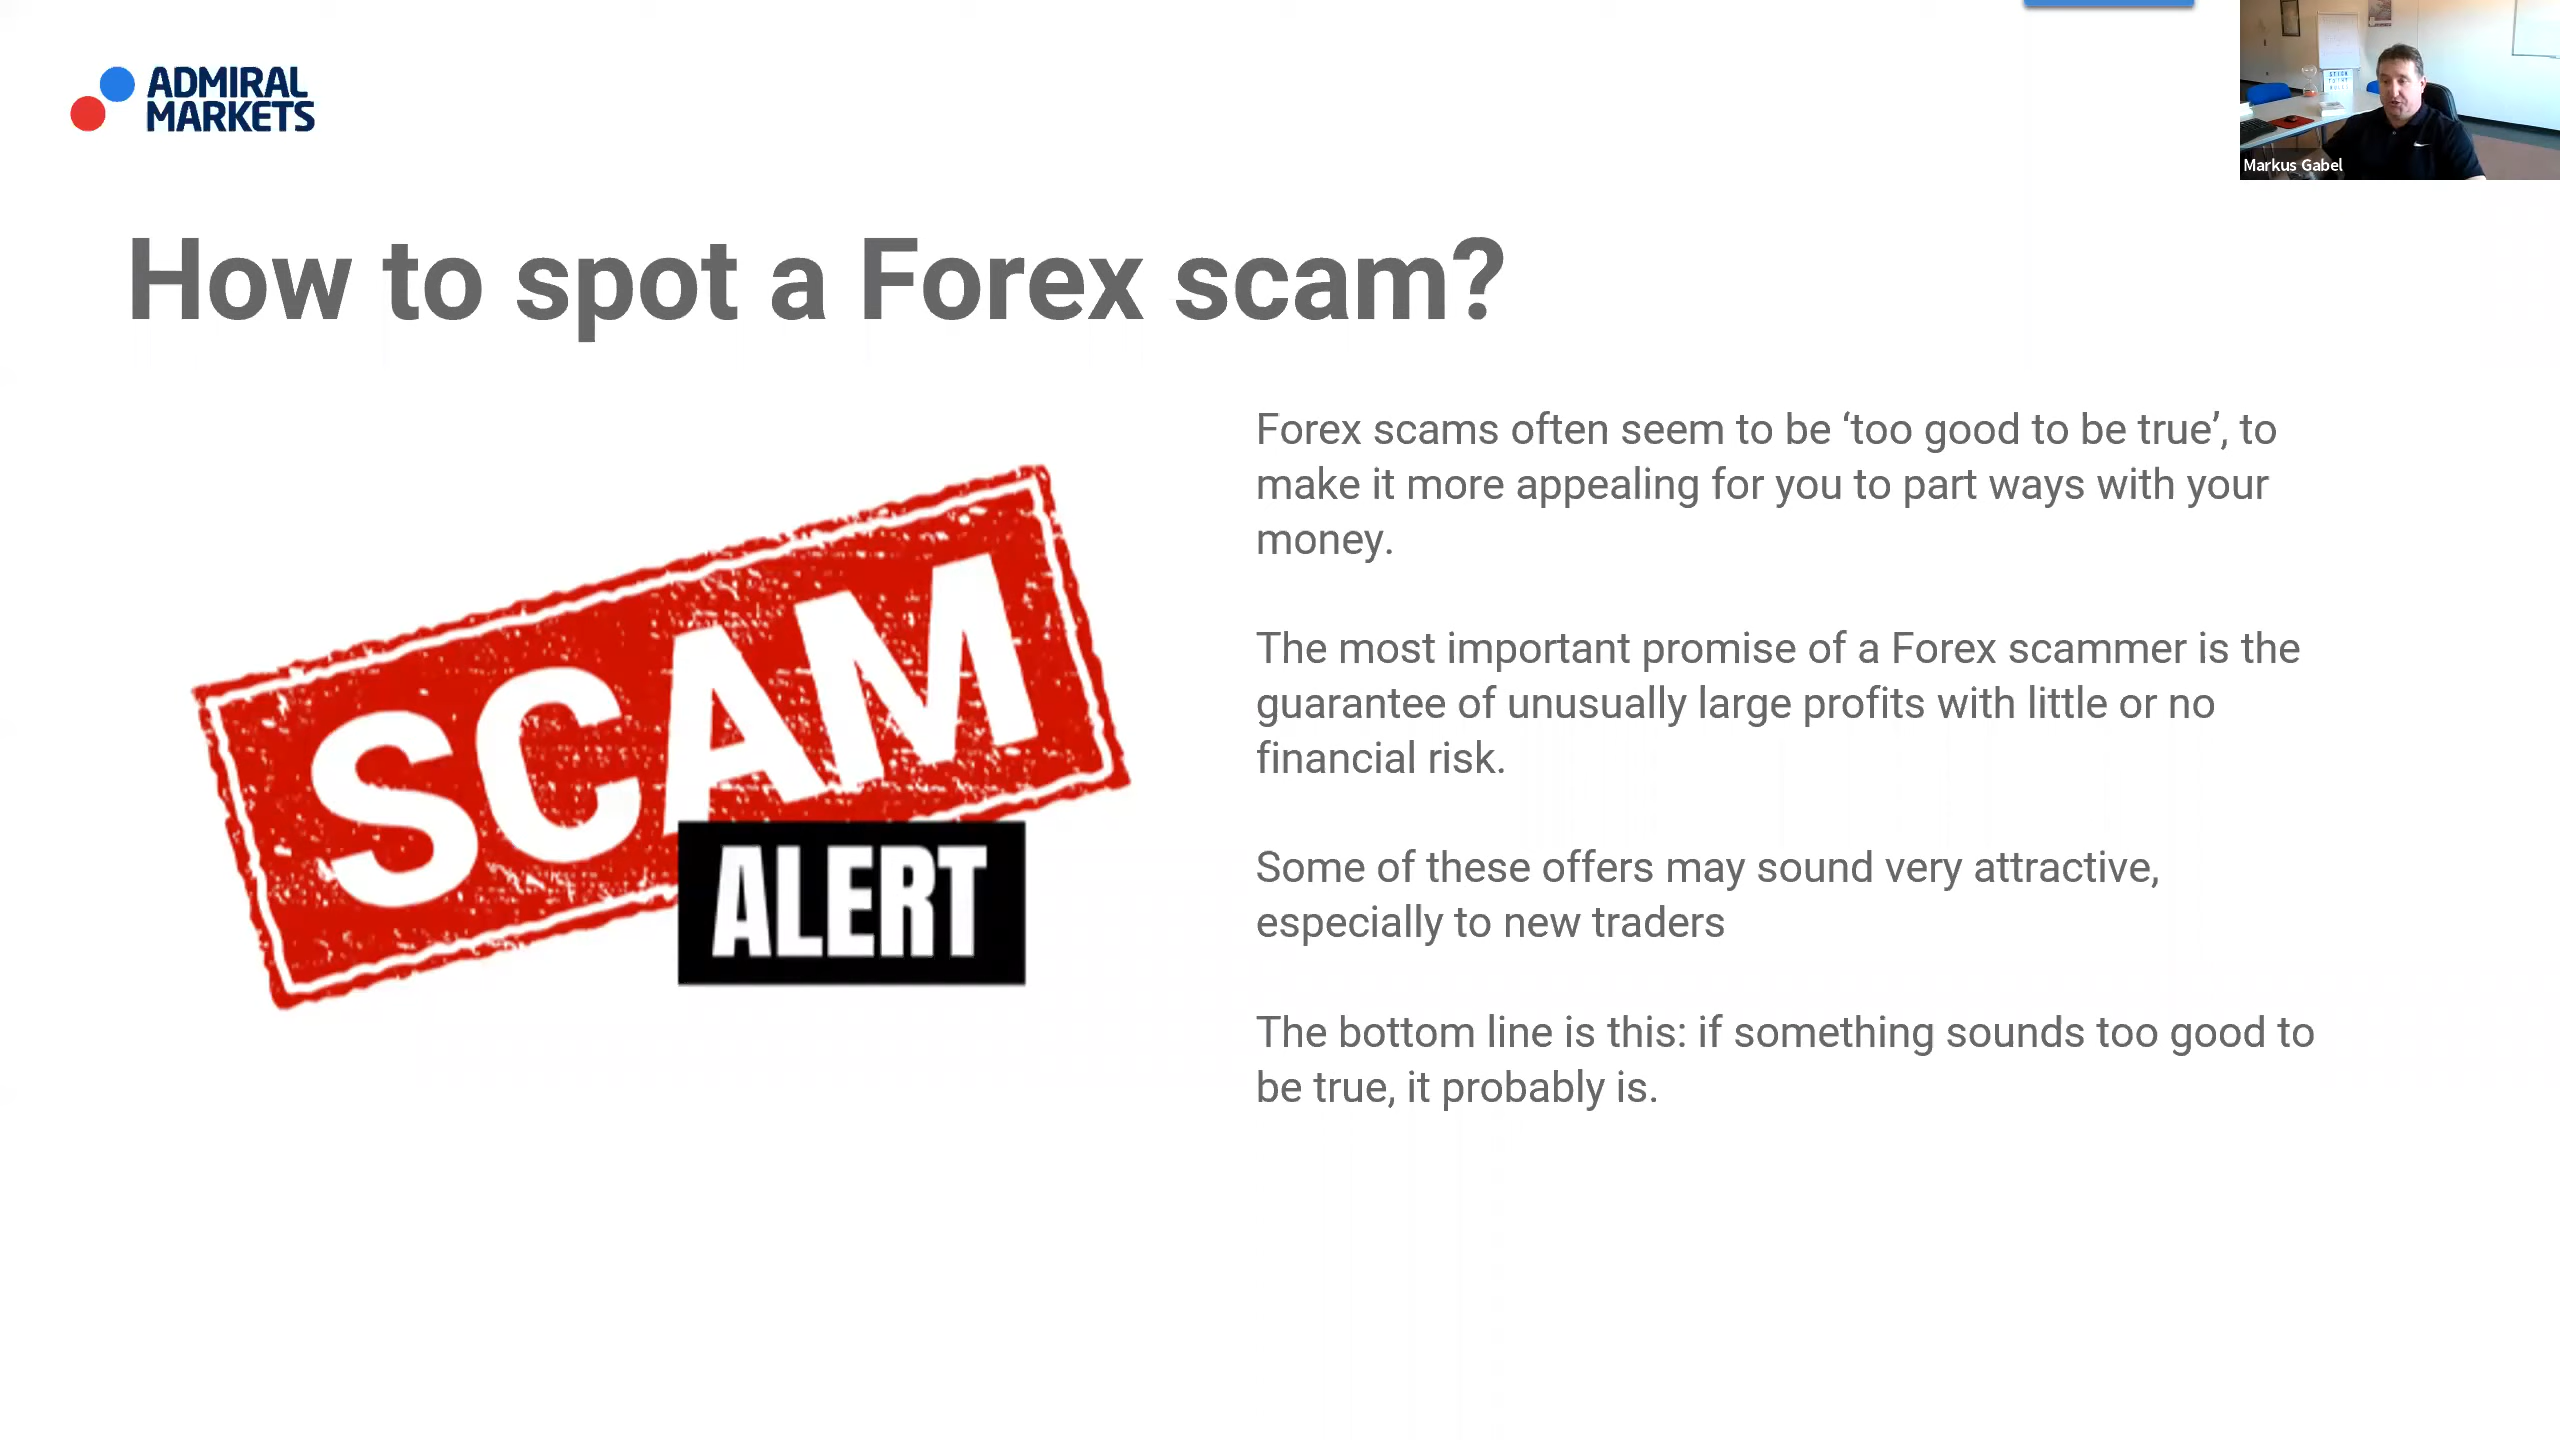 ADMIRAL
MARKETS
Markus Gabel
How to spot a Forex scam?
SCAM
ALERT
Forex scams often seem to be ‘too good to be true’, to
make it more appealing for you to part ways with your
money.
The most important promise of a Forex scammer is the
guarantee of unusually large profits with little or no
financial risk.
Some of these offers may sound very attractive,
especially to new traders
The bottom line is this: if something sounds too good to
be true, it probably is.